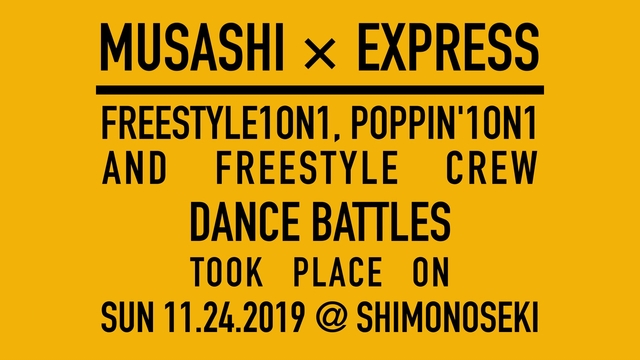 MUSASHI × EXPRESS
FREESTYLE1ON1, POPPIN'1ON1
AND FREESTYLE CREW
DANCE BATTLES
TOOK PLACE ON
SUN 11.24.2019 @ SHIMONOSEKI